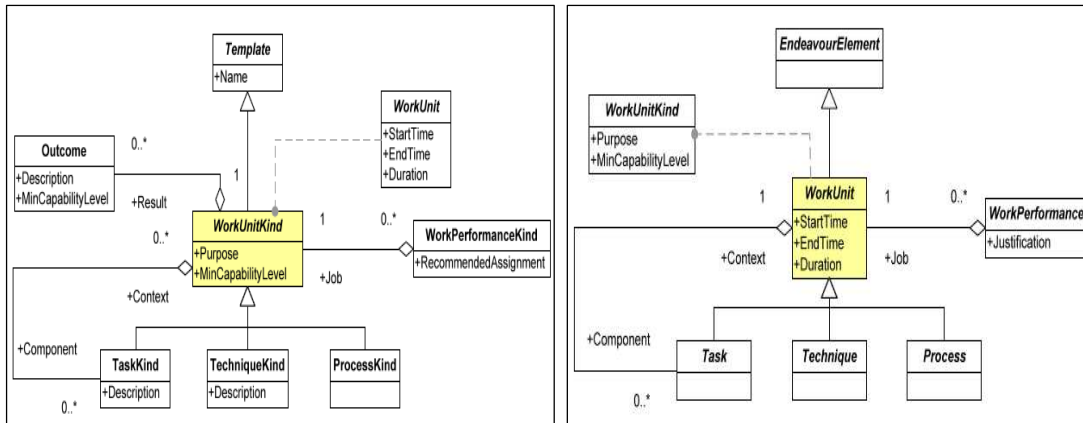 Template
+Name
WorkUnit
+StartTime
+EndTime
+Duration
Outcome
+Description
+MinCapabilityLevel
0..*
+Result
1
WorkUnitKind
+Purpose
+MinCapabilityLevel
0..*
+Context
1
+Job
0..*
WorkPerformanceKind
+RecommendedAssignment
+Component
0..*
TaskKind
+Description
TechniqueKind
+Description
ProcessKind
EndeavourElement
WorkUnitKind
+Purpose
+MinCapabilityLevel
WorkUnit
+StartTime
+EndTime
+Duration
1
+Context
1
+Job
0..*
WorkPerformance
+Justification
+Component
0..*
Task
Technique
Process